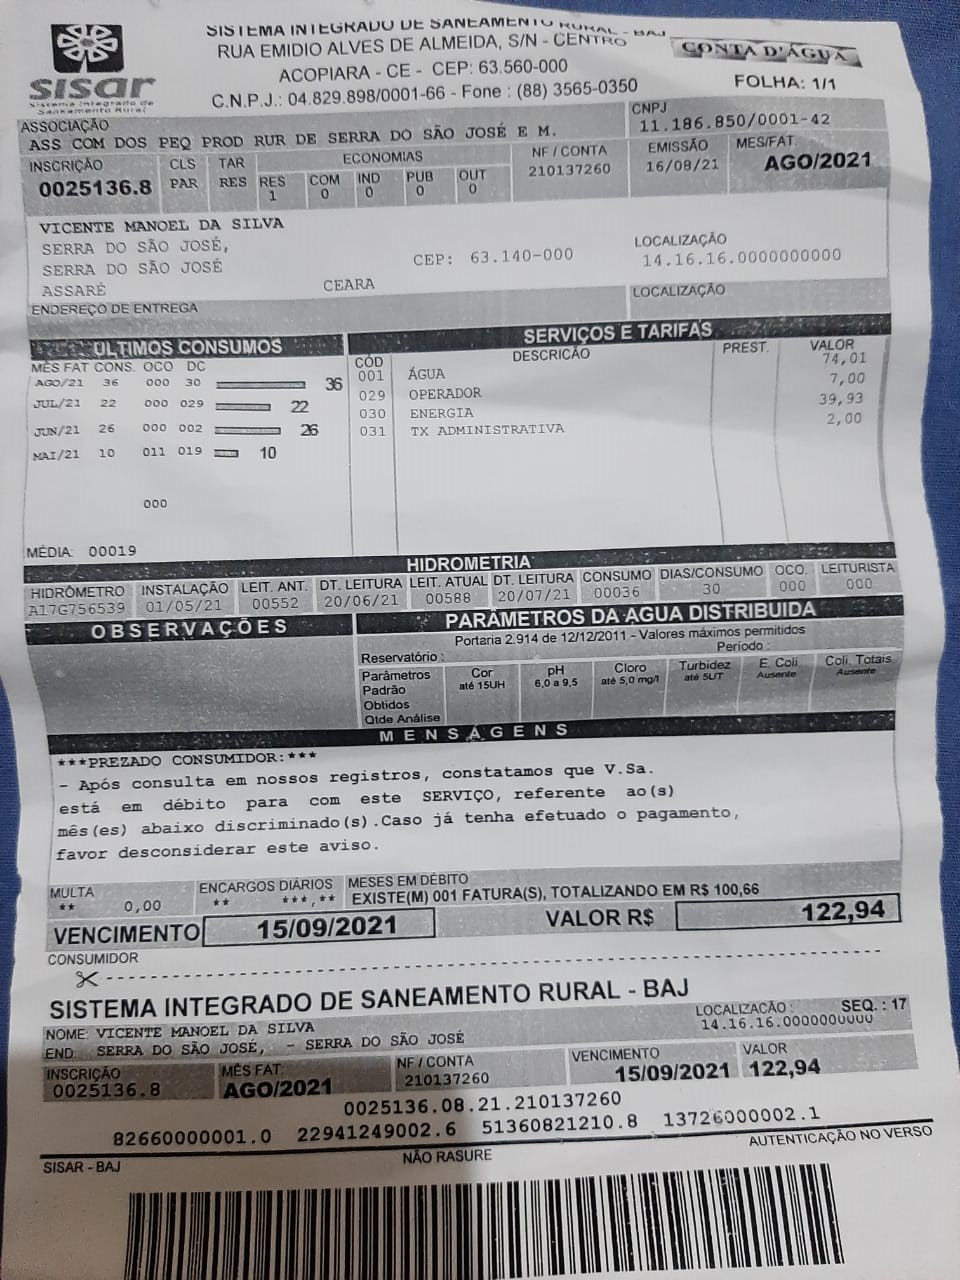 SISTEMA INTEGRADO DE SANEAMENTO RURAL - BAJ
RUA EMIDIO ALVES DE ALMEIDA, S/N - CENTRO
ACOPIARA - CE - CEP: 63.560-000
C.N.P.J.: 04.829.898/0001-66 - Fone : (88) 3565-0350
CONTA D'ÁGUA
FOLHA: 1/1
sisar
Sistema Integrado de
Saneamento Rural
ASSOCIAÇÃO
ASS COM DOS PEQ PROD RUR DE SERRA DO SÃO JOSÉ E M.
CNPJ
11.186.850/0001-42
INSCRIÇÃO CLS TAR ECONOMIAS NF / CONTA EMISSÃO MES/FAT.
0025136.8 PAR RES RES COM IND PUB OUT 210137260 16/08/21 AGO/2021
1 0 0 0 0
VICENTE MANOEL DA SILVA
SERRA DO SÃO JOSÉ,
SERRA DO SÃO JOSÉ CEP: 63.140-000
ASSARÉ CEARA
LOCALIZAÇÃO
14.16.16.0000000000
LOCALIZAÇÃO
ENDEREÇO DE ENTREGA
ÚLTIMOS CONSUMOS
MÊS FAT CONS. OCO DC
AGO/21 36 000 30 36
JUL/21 22 000 029 22
JUN/21 26 000 002 26
MAI/21 10 011 019 10
000
MÉDIA: 00019
SERVIÇOS E TARIFAS
CÓD DESCRICÃO PREST. VALOR
001 ÁGUA 74,01
029 OPERADOR 7,00
030 ENERGIA 39,93
031 TX ADMINISTRATIVA 2,00
HIDROMETRIA
HIDRÔMETRO INSTALAÇÃO LEIT. ANT. DT. LEITURA LEIT. ATUAL DT. LEITURA CONSUMO DIAS/CONSUMO OCO. LEITURISTA
A17G756539 01/05/21 00552 20/06/21 00588 20/07/21 00036 30 000 000
OBSERVAÇÕES
PARÂMETROS DA AGUA DISTRIBUIDA
Portaria 2.914 de 12/12/2011 - Valores máximos permitidos
Reservatório : Período :
Parâmetros Cor pH Cloro Turbidez E. Coli Coli. Totais
Padrão até 15UH 6,0 a 9,5 até 5,0 mg/l até 5UT Ausente Ausente
Obtidos
Qtde Análise
MENSAGENS
***PREZADO CONSUMIDOR:***
- Após consulta em nossos registros, constatamos que V.Sa.
está em débito para com este SERVIÇO, referente ao(s)
mês(es) abaixo discriminado(s).Caso já tenha efetuado o pagamento,
favor desconsiderar este aviso.
MULTA ENCARGOS DIÁRIOS MESES EM DÉBITO
** 0,00 ** ***,** EXISTE(M) 001 FATURA(S), TOTALIZANDO EM R$ 100,66
VENCIMENTO 15/09/2021 VALOR R$ 122,94
CONSUMIDOR
SISTEMA INTEGRADO DE SANEAMENTO RURAL - BAJ
LOCALIZAÇÃO : SEQ. : 17
14.16.16.0000000000
NOME: VICENTE MANOEL DA SILVA
END: SERRA DO SÃO JOSÉ, - SERRA DO SÃO JOSÉ
INSCRIÇÃO MÊS FAT: NF / CONTA VENCIMENTO VALOR
0025136.8 AGO/2021 210137260 15/09/2021 122,94
0025136.08.21.210137260
82660000001.0 22941249002.6 51360821210.8 13726000002.1
SISAR - BAJ NÃO RASURE AUTENTICAÇÃO NO VERSO